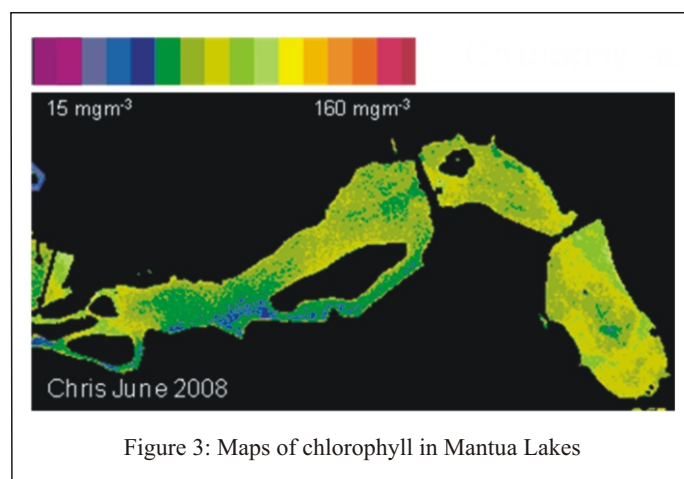 15 mgm-3
160 mgm-3
Chris June 2008
Figure 3: Maps of chlorophyll in Mantua Lakes